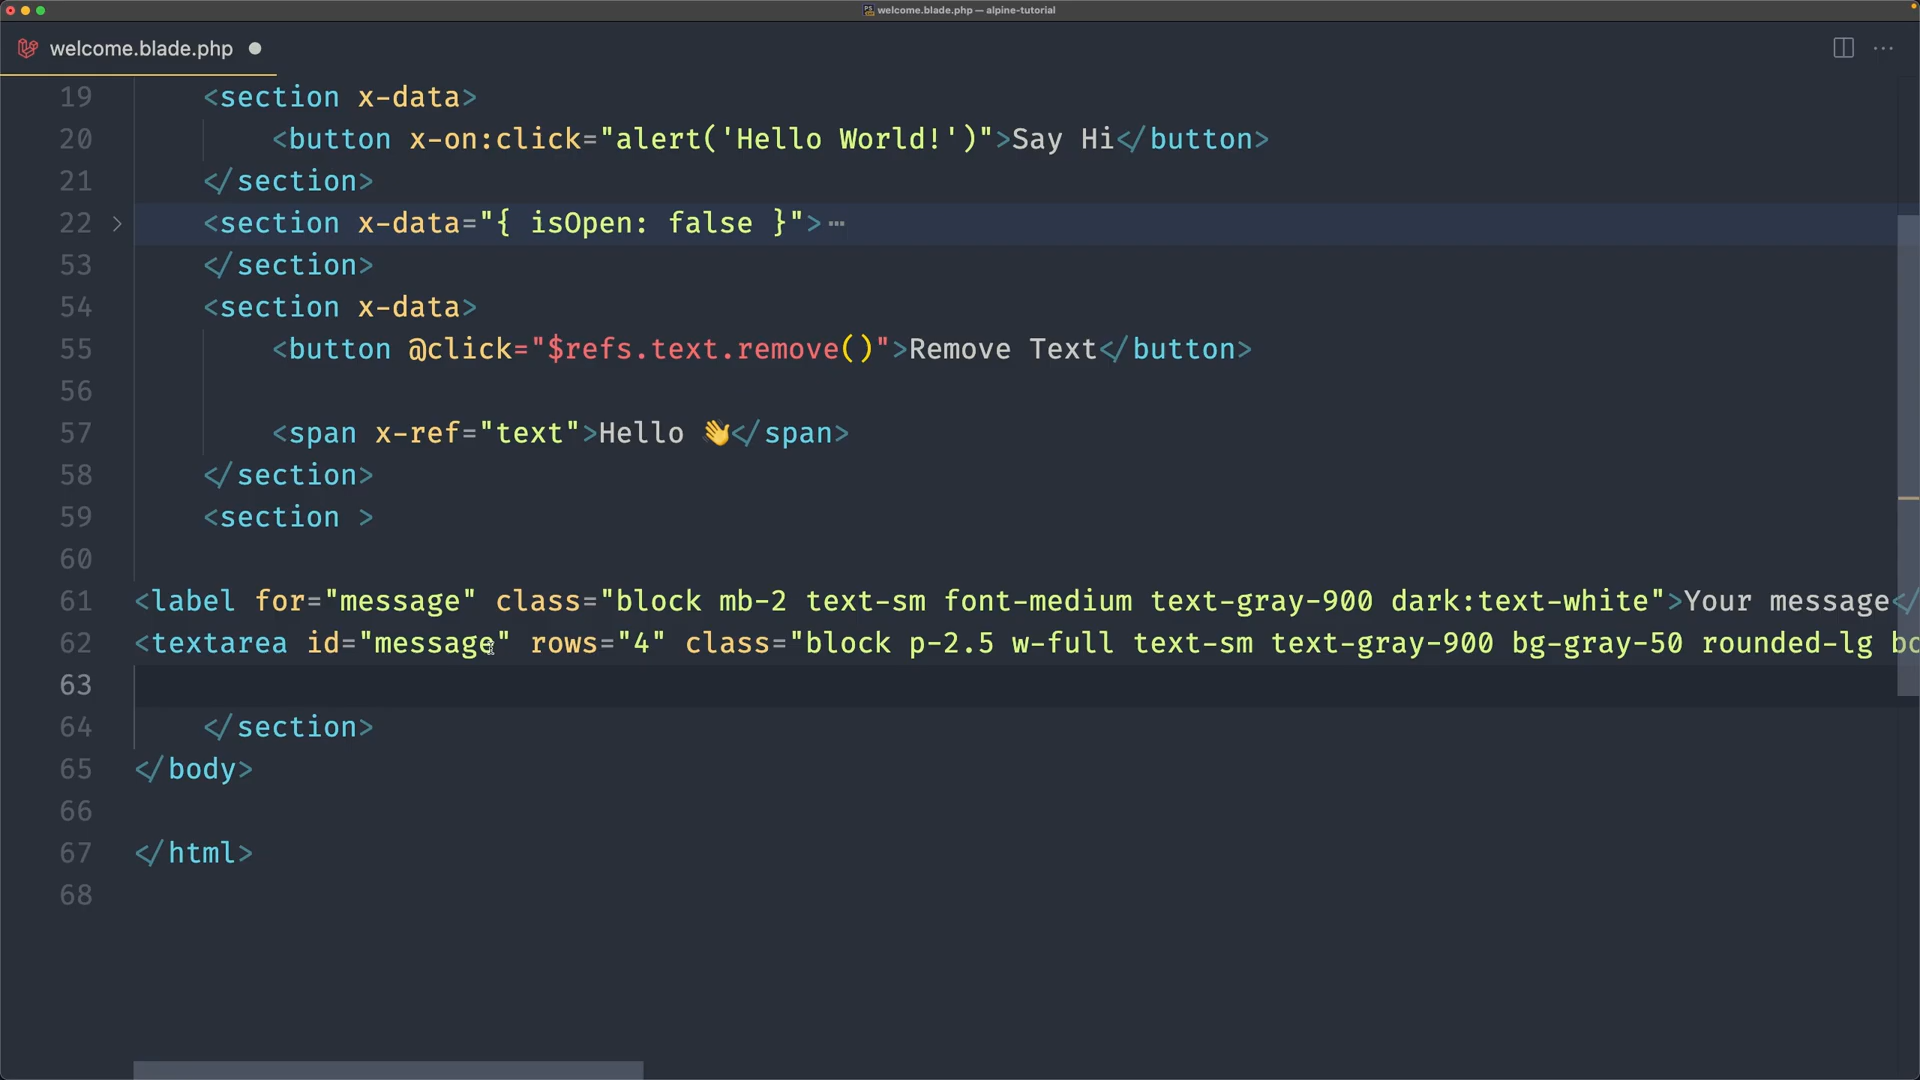 welcome.blade.php — alpine-tutorial
welcome.blade.php
19 <section x-data>
20 <button x-on:click="alert('Hello World!')">Say Hi</button>
21 </section>
22 <section x-data="{ isOpen: false }">
53 </section>
54 <section x-data>
55 <button @click="$refs.text.remove()">Remove Text</button>
56
57 <span x-ref="text">Hello 👋</span>
58 </section>
59 <section >
60
61 <label for="message" class="block mb-2 text-sm font-medium text-gray-900 dark:text-white">Your message</
62 <textarea id="message" rows="4" class="block p-2.5 w-full text-sm text-gray-900 bg-gray-50 rounded-lg bo
63
64 </section>
65 </body>
66
67 </html>
68